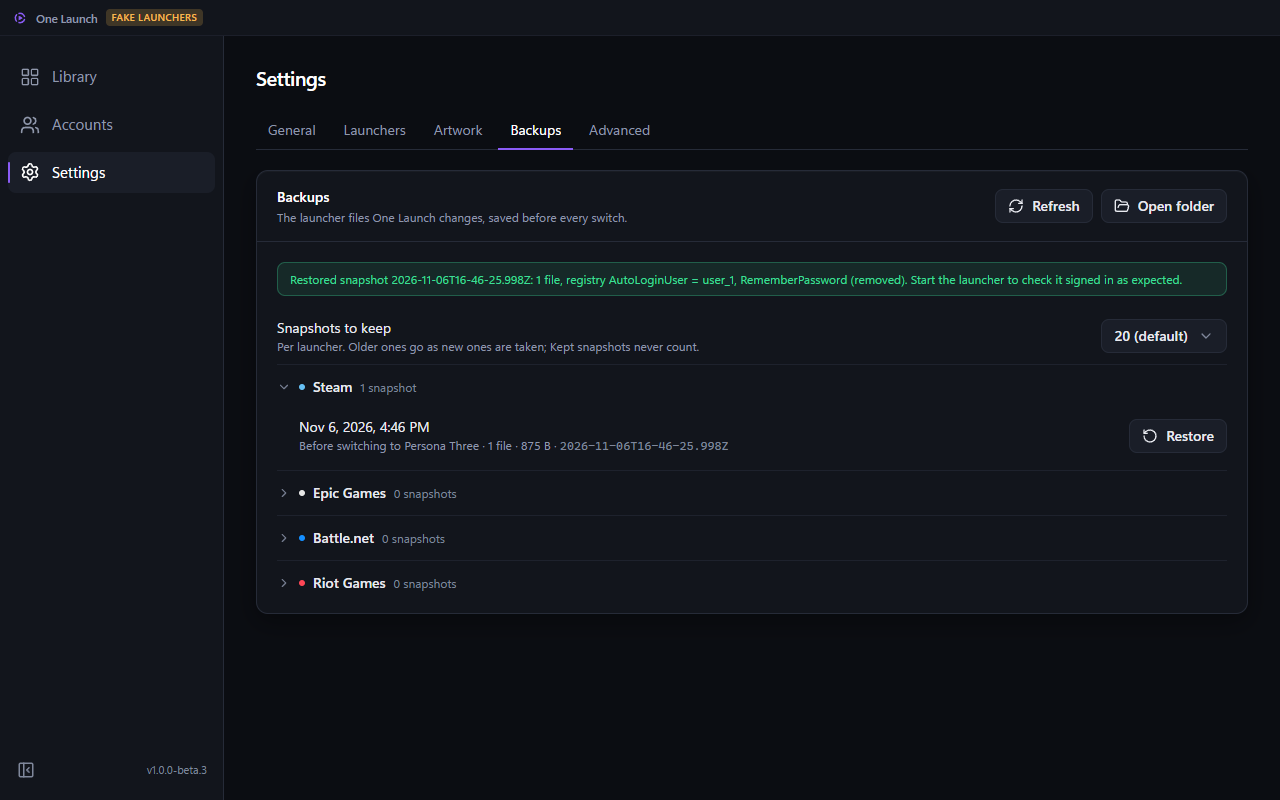 One Launch FAKE LAUNCHERS
Library
Accounts
Settings
v1.0.0-beta.3
Settings
General Launchers Artwork Backups Advanced
Backups
The launcher files One Launch changes, saved before every switch.
Refresh Open folder
Restored snapshot 2026-11-06T16-46-25.998Z: 1 file, registry AutoLoginUser = user_1, RememberPassword (removed). Start the launcher to check it signed in as expected.
Snapshots to keep
Per launcher. Older ones go as new ones are taken; Kept snapshots never count.
20 (default)
Steam 1 snapshot
Nov 6, 2026, 4:46 PM
Before switching to Persona Three · 1 file · 875 B · 2026-11-06T16-46-25.998Z
Restore
Epic Games 0 snapshots
Battle.net 0 snapshots
Riot Games 0 snapshots